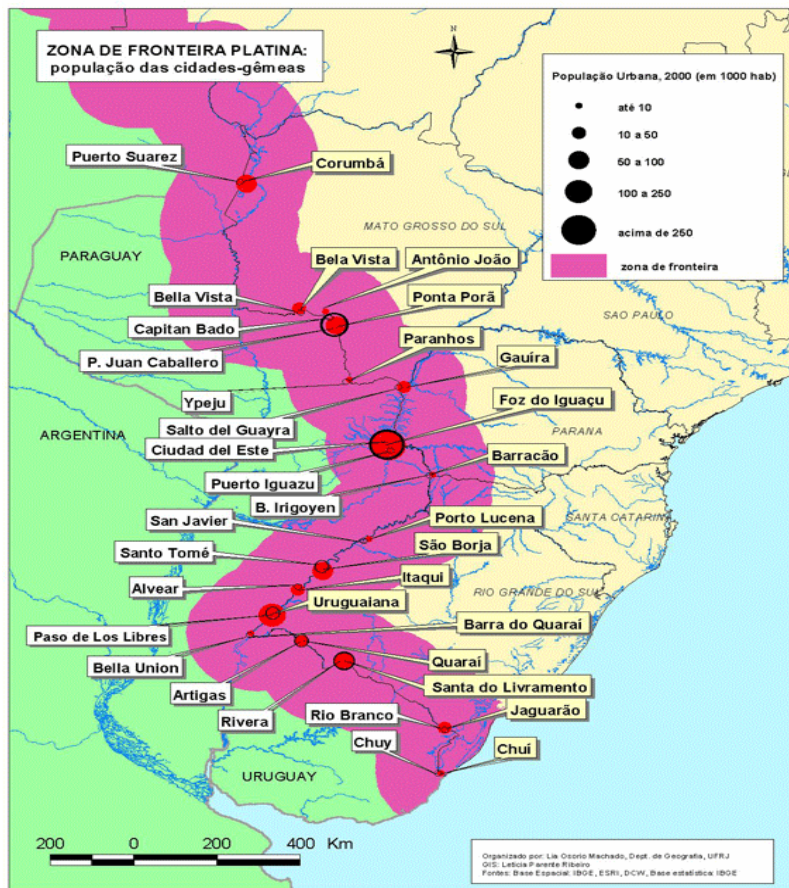 ZONA DE FRONTEIRA PLATINA:
população das cidades-gêmeas
N
População Urbana, 2000 (em 1000 hab)
até 10
10 a 50
50 a 100
100 a 250
acima de 250
zona de fronteira
Puerto Suarez
Corumbá
MATO GROSSO DO SUL
PARAGUAY
Bela Vista
Antônio João
Bella Vista
Ponta Porã
Capitan Bado
SAO PAULO
Paranhos
P. Juan Caballero
Gauíra
Ypeju
Foz do Iguaçu
Salto del Guayra
PARANA
ARGENTINA
Ciudad del Este
Barracão
Puerto Iguazu
B. Irigoyen
San Javier
Porto Lucena
SANTA CATARINA
Santo Tomé
São Borja
Alvear
Itaqui
RIO GRANDE DO SUL
Uruguaiana
Barra do Quaraí
Paso de Los Libres
Bella Union
Quaraí
Artigas
Santa do Livramento
Rivera
Rio Branco
Jaguarão
Chuy
Chuí
URUGUAY
200 0 200 400 Km
Organizado por: Lia Osorio Machado, Dept. de Geografia, UFRJ
GIS: Leticia Parente Ribeiro
Fontes: Base Espacial: IBGE, ESRI, DCW, Base estatística: IBGE